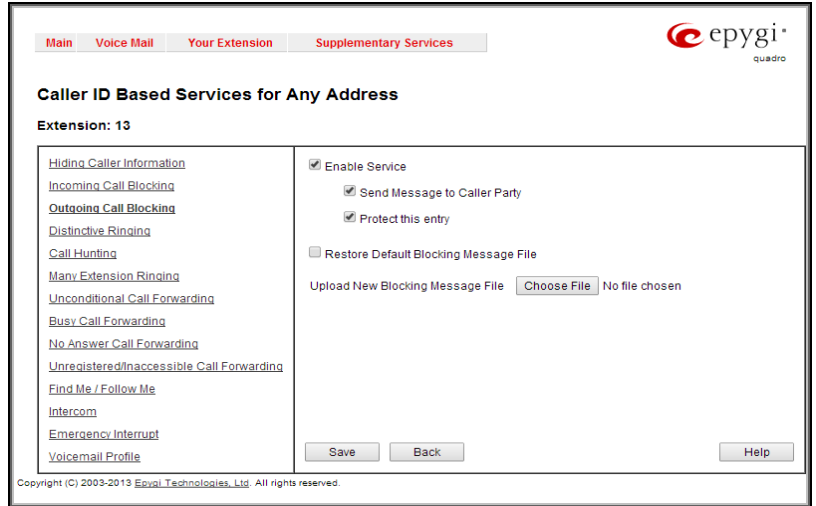 Main Voice Mail Your Extension Supplementary Services
epygi
quadro
Caller ID Based Services for Any Address
Extension: 13
Hiding Caller Information
Incoming Call Blocking
Outgoing Call Blocking
Distinctive Ringing
Call Hunting
Many Extension Ringing
Unconditional Call Forwarding
Busy Call Forwarding
No Answer Call Forwarding
Unregistered/Inaccessible Call Forwarding
Find Me / Follow Me
Intercom
Emergency Interrupt
Voicemail Profile
Enable Service
Send Message to Caller Party
Protect this entry
Restore Default Blocking Message File
Upload New Blocking Message File Choose File No file chosen
Save Back Help
Copyright (C) 2003-2013 Epygi Technologies, Ltd. All rights reserved.